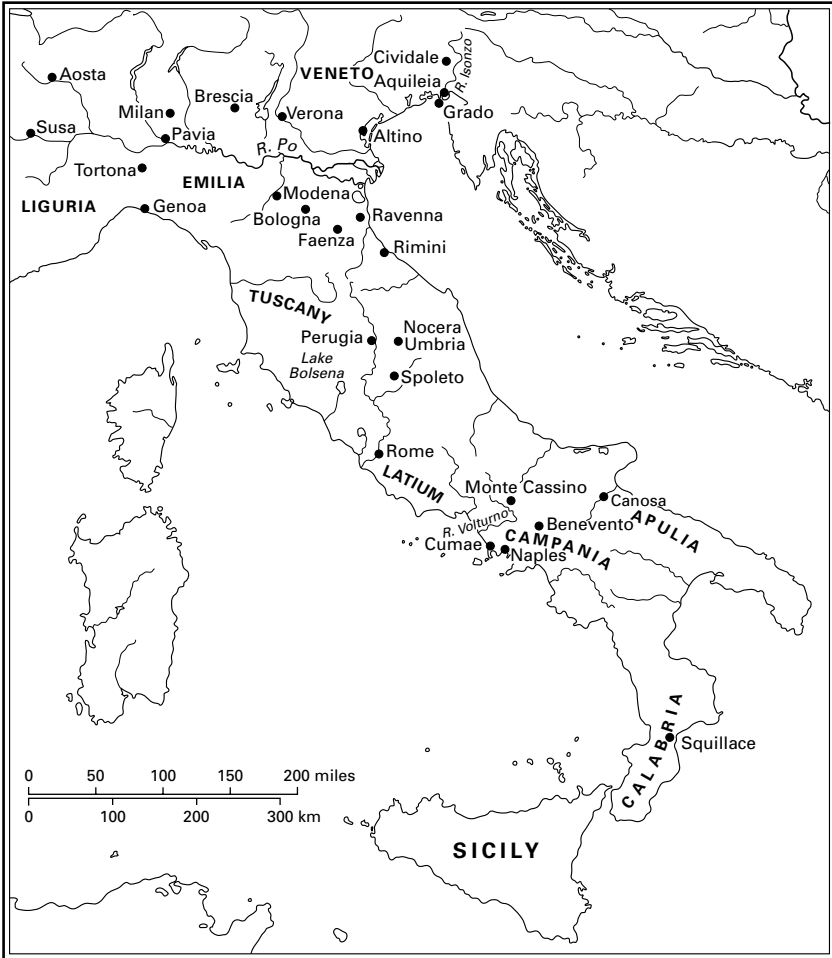 Aosta
Susa
Milan
Pavia
Brescia
VENETO
Verona
Cividale
Aquileia
R. Isonzo
Grado
Altino
R. Po
Tortona
EMILIA
LIGURIA
Genoa
Modena
Bologna
Faenza
Ravenna
Rimini
TUSCANY
Perugia
Nocera
Umbria
Lake
Bolsena
Spoleto
Rome
LATIUM
Monte Cassino
Canosa
R. Volturno
Benevento
APULIA
CAMPANIA
Cumae
Naples
CALABRIA
Squillace
0 50 100 150 200 miles
0 100 200 300 km
SICILY